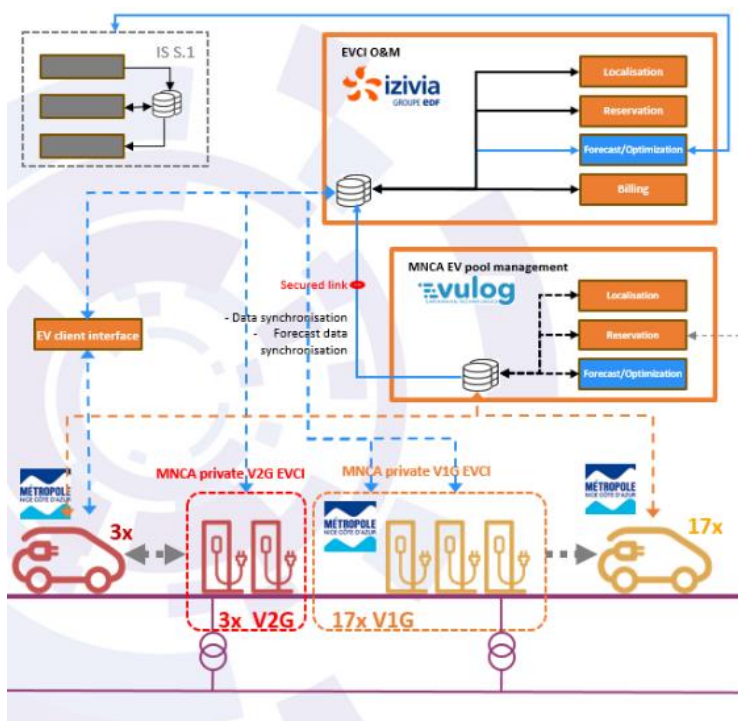 IS S.1
EVCI O&M
izivia
GROUPE eDF
Localisation
Reservation
Forecast/Optimization
Billing
MNCA EV pool management
vulog
Localisation
Reservation
Forecast/Optimization
Secured link
- Data synchronisation
- Forecast data
synchronisation
EV client interface
MNCA private V2G EVCI
MNCA private V1G EVCI
MÉTROPOLE
NICE CÔTE D'AZUR
3x
MÉTROPOLE
NICE CÔTE D'AZUR
MÉTROPOLE
NICE CÔTE D'AZUR
17x
3x V2G
17x V1G